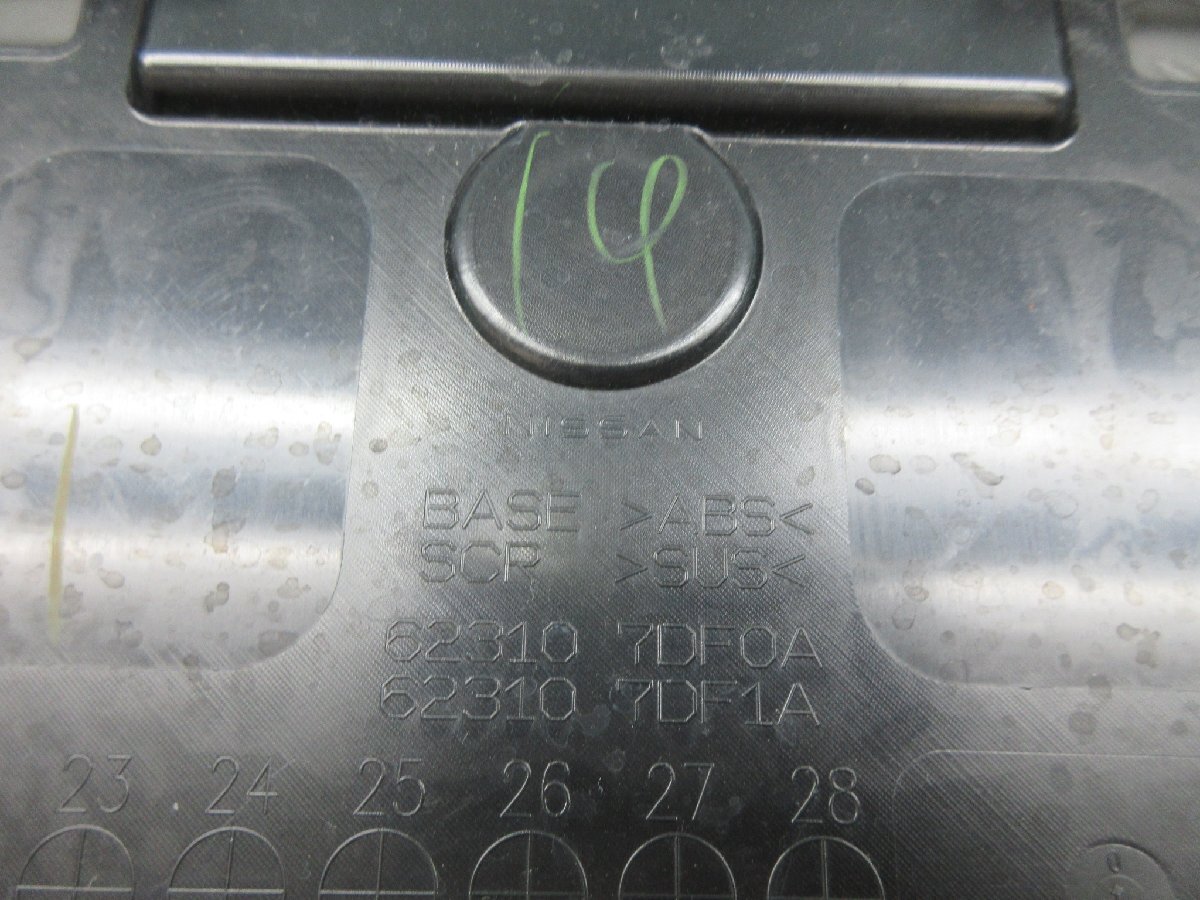 14
NISSAN
BASE >ABS<
SCR >SUS<
62310 7DF0A
62310 7DF1A
23 24 25 26 27 28